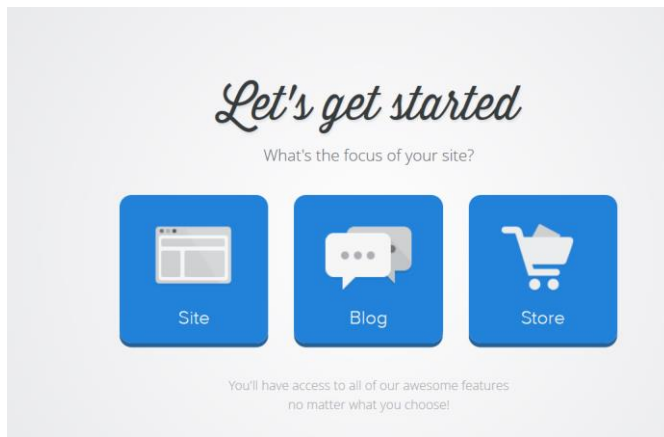 Let's get started
What's the focus of your site?
Site
Blog
Store
You'll have access to all of our awesome features
no matter what you choose!